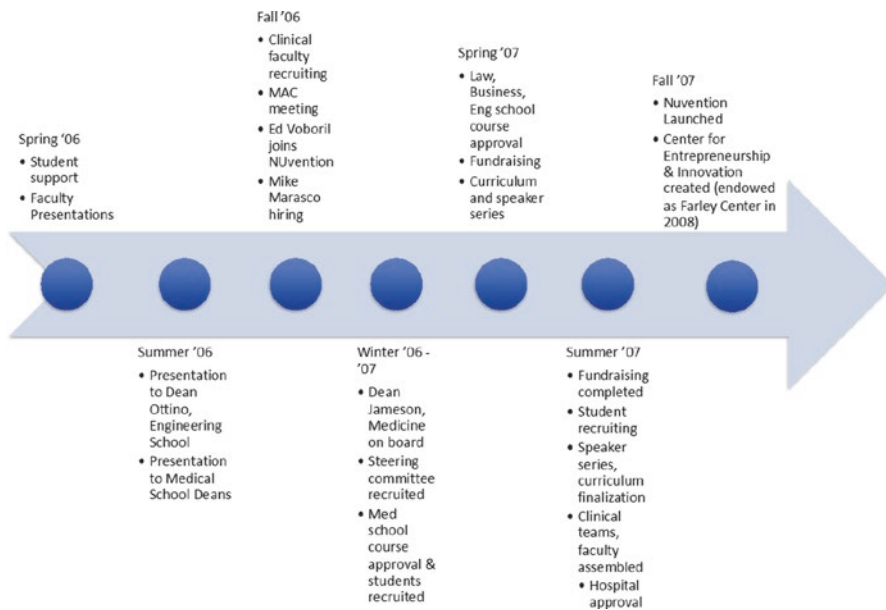 Spring '06
• Student
support
• Faculty
Presentations
Summer '06
• Presentation
to Dean
Ottino,
Engineering
School
• Presentation
to Medical
School Deans
Fall '06
• Clinical
faculty
recruiting
• MAC
meeting
• Ed Voboril
joins
NUvention
• Mike
Marasco
hiring
Winter '06 -
'07
• Dean
Jameson,
Medicine
on board
• Steering
committee
recruited
• Med
school
course
approval &
students
recruited
Spring '07
• Law,
Business,
Eng school
course
approval
• Fundraising
• Curriculum
and speaker
series
Summer '07
• Fundraising
completed
• Student
recruiting
• Speaker
series,
curriculum
finalization
• Clinical
teams,
faculty
assembled
• Hospital
approval
Fall '07
• Nuvention
Launched
• Center for
Entrepreneurship
& Innovation
created (endowed
as Farley Center in
2008)